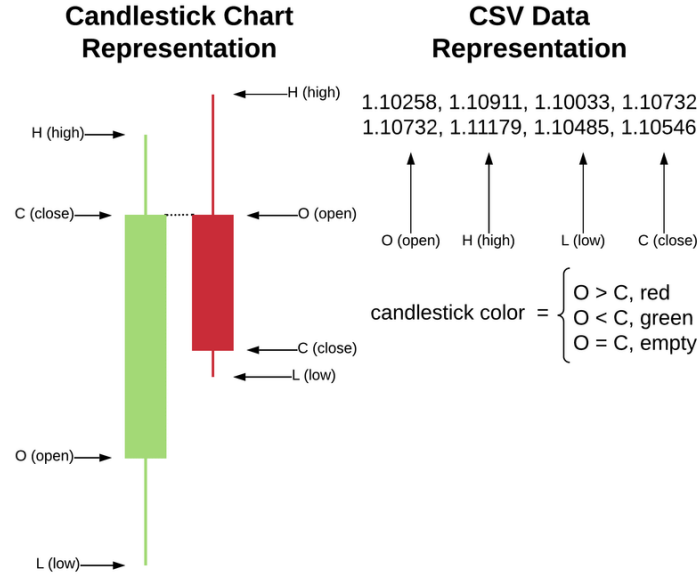 Candlestick Chart
Representation
H (high)
C (close)
O (open)
L (low)
H (high)
O (open)
C (close)
L (low)
CSV Data
Representation
1.10258, 1.10911, 1.10033, 1.10732
1.10732, 1.11179, 1.10485, 1.10546
O (open) H (high) L (low) C (close)
candlestick color = 
O > C, red
O < C, green
O = C, empty